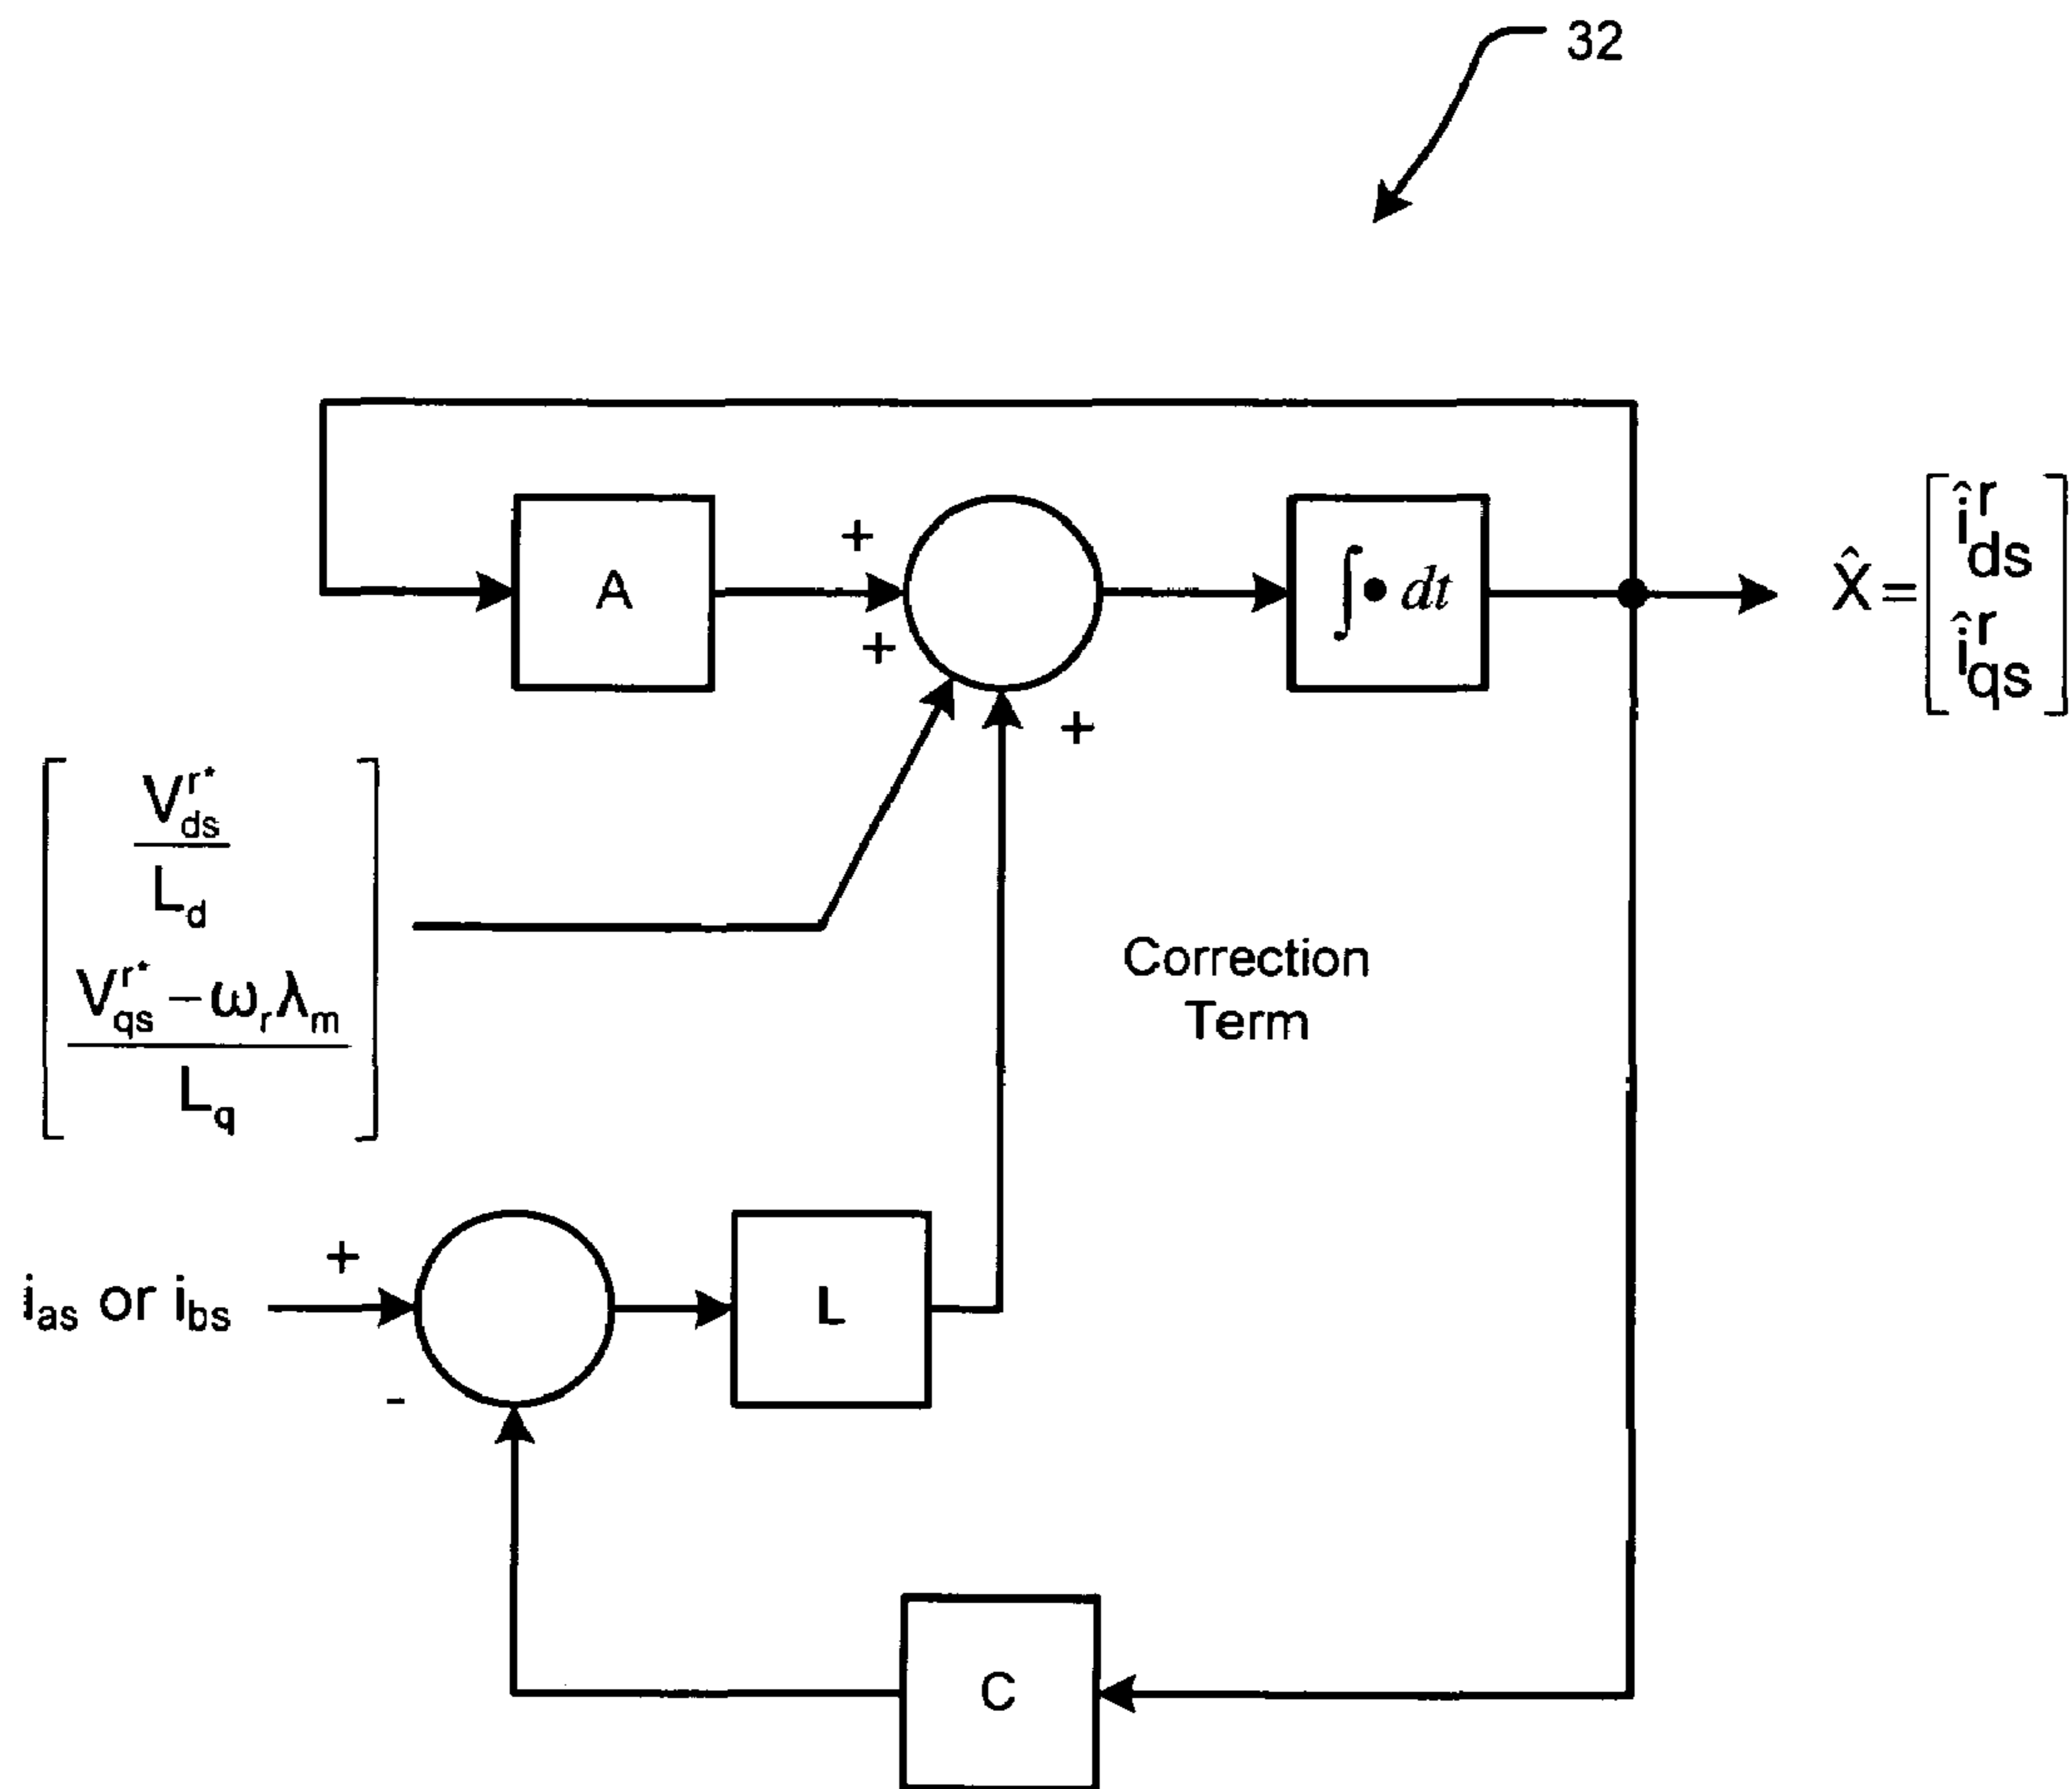 32
A
∫• dt
X̂ = [ î^r_ds
î^r_qs ]
+
+
+
[ V^r*_ds / L_d
V^r*_qs − ω_r λ_m / L_q ]
Correction
Term
i_as or i_bs
+
-
L
C